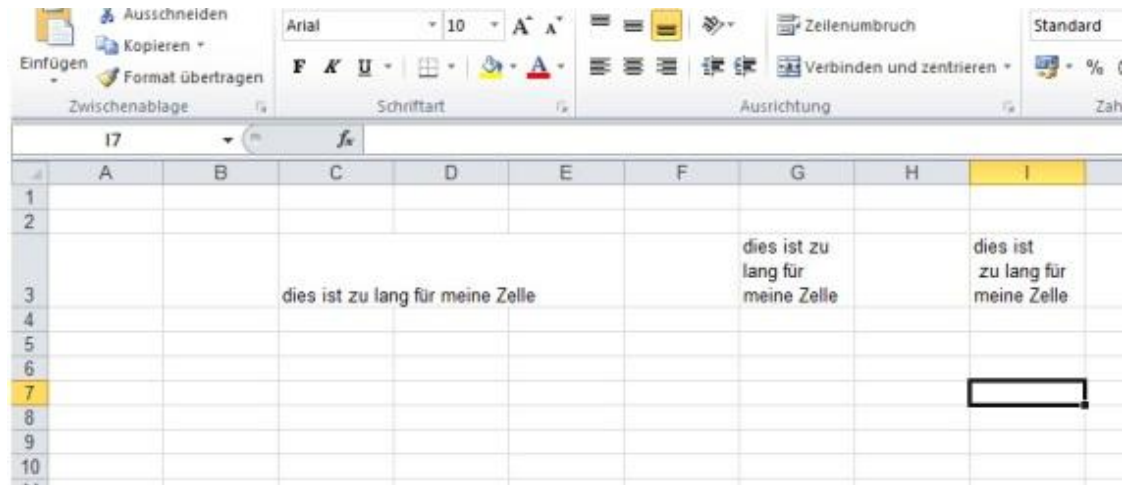 Ausschneiden
Kopieren
Einfügen
Format übertragen
Zwischenablage
Arial
10
A A
F K U
A
Schriftart
Zeilenumbruch
Verbinden und zentrieren
Ausrichtung
Standard
%
Zah
I7
fx
A B C D E F G H I
1
2
3
dies ist zu lang für meine Zelle
dies ist zu
lang für
meine Zelle
dies ist
zu lang für
meine Zelle
4
5
6
7
8
9
10